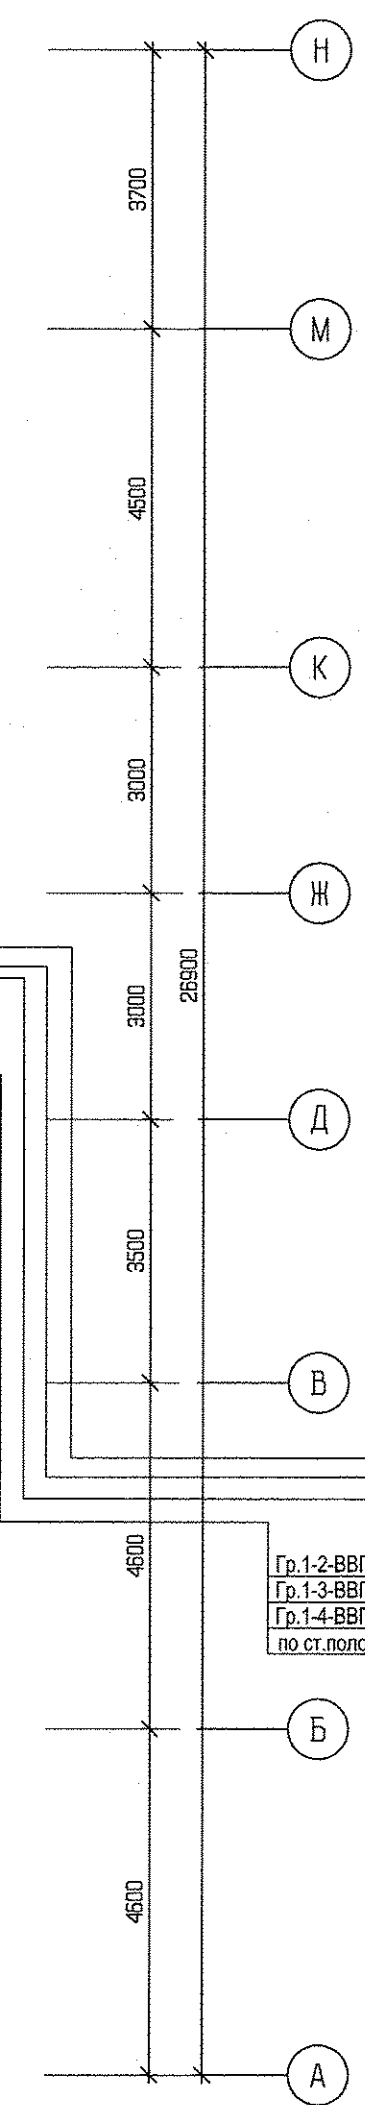 Н
3700
М
4500
К
3000
Ж
26900
3000
Д
3500
В
4600
Гр.1-2-ВВГ
Гр.1-3-ВВГ
Гр.1-4-ВВГ
по ст.поло
Б
4600
А